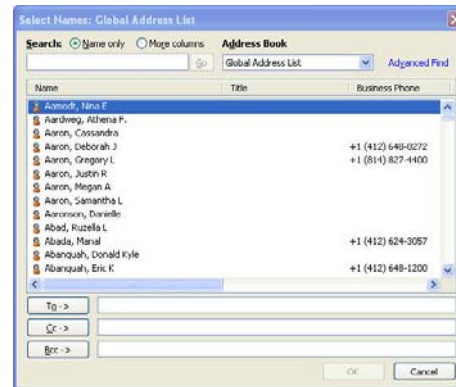 Select Names: Global Address List
Search: Name only More columns Address Book
Go Global Address List Advanced Find
Name Title Business Phone
Aamodt, Nina E
Aardweg, Athena F.
Aaron, Cassandra
Aaron, Deborah J +1 (412) 648-8272
Aaron, Gregory L +1 (814) 827-4400
Aaron, Justin R
Aaron, Megan A
Aaron, Samantha L
Aaronson, Danielle
Abad, Ruzella L
Abada, Manal +1 (412) 624-3057
Abanquah, Donald Kyle
Abanquah, Eric K +1 (412) 648-1200
To ->
Cc ->
Bcc ->
OK Cancel